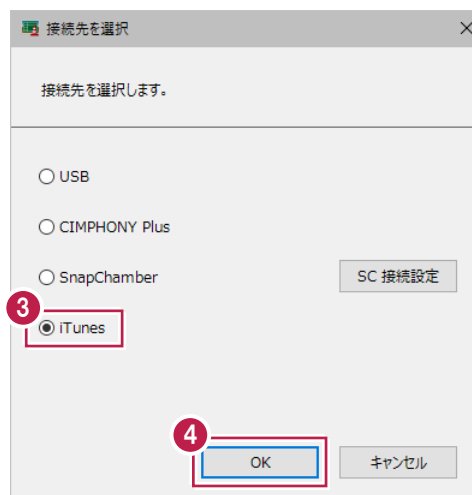 接続先を選択
接続先を選択します。
USB
CIMPHONY Plus
SnapChamber
SC 接続設定
3
iTunes
4
OK
キャンセル